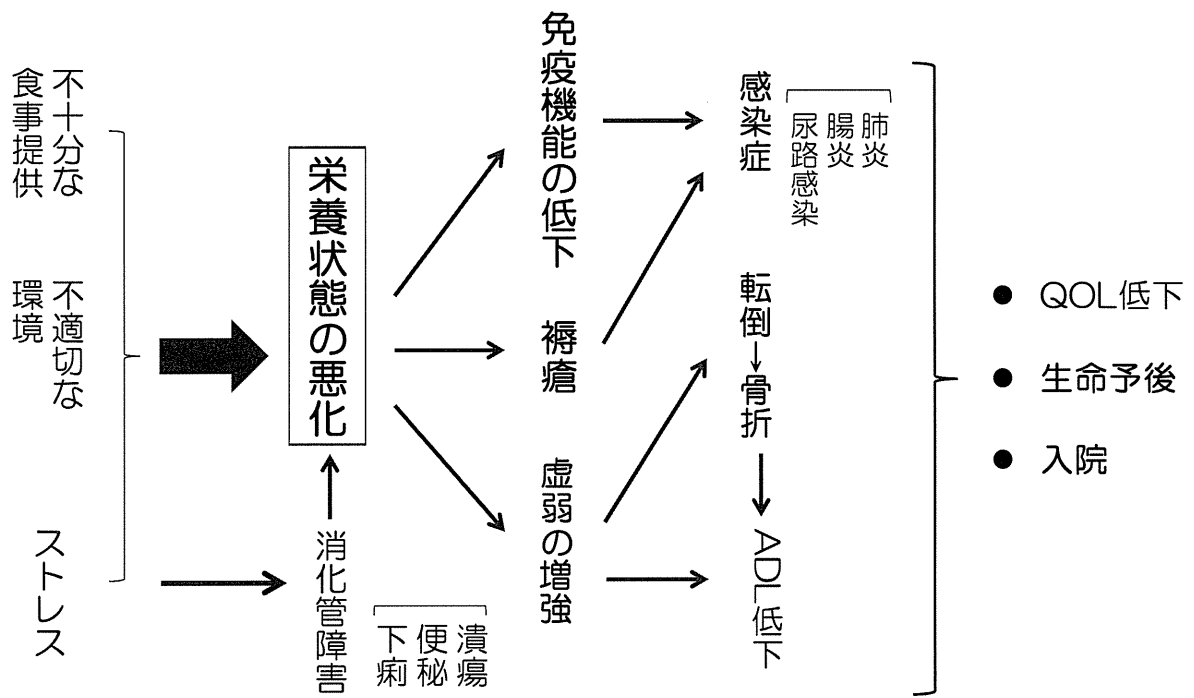 不十分な
食事提供
不適切な
環境
ストレス
栄養状態の悪化
消化管障害
潰瘍
便秘
下痢
免疫機能の低下
褥瘡
虚弱の増強
感染症
肺炎
腸炎
尿路感染
転倒→骨折
ADL低下
● QOL低下
● 生命予後
● 入院